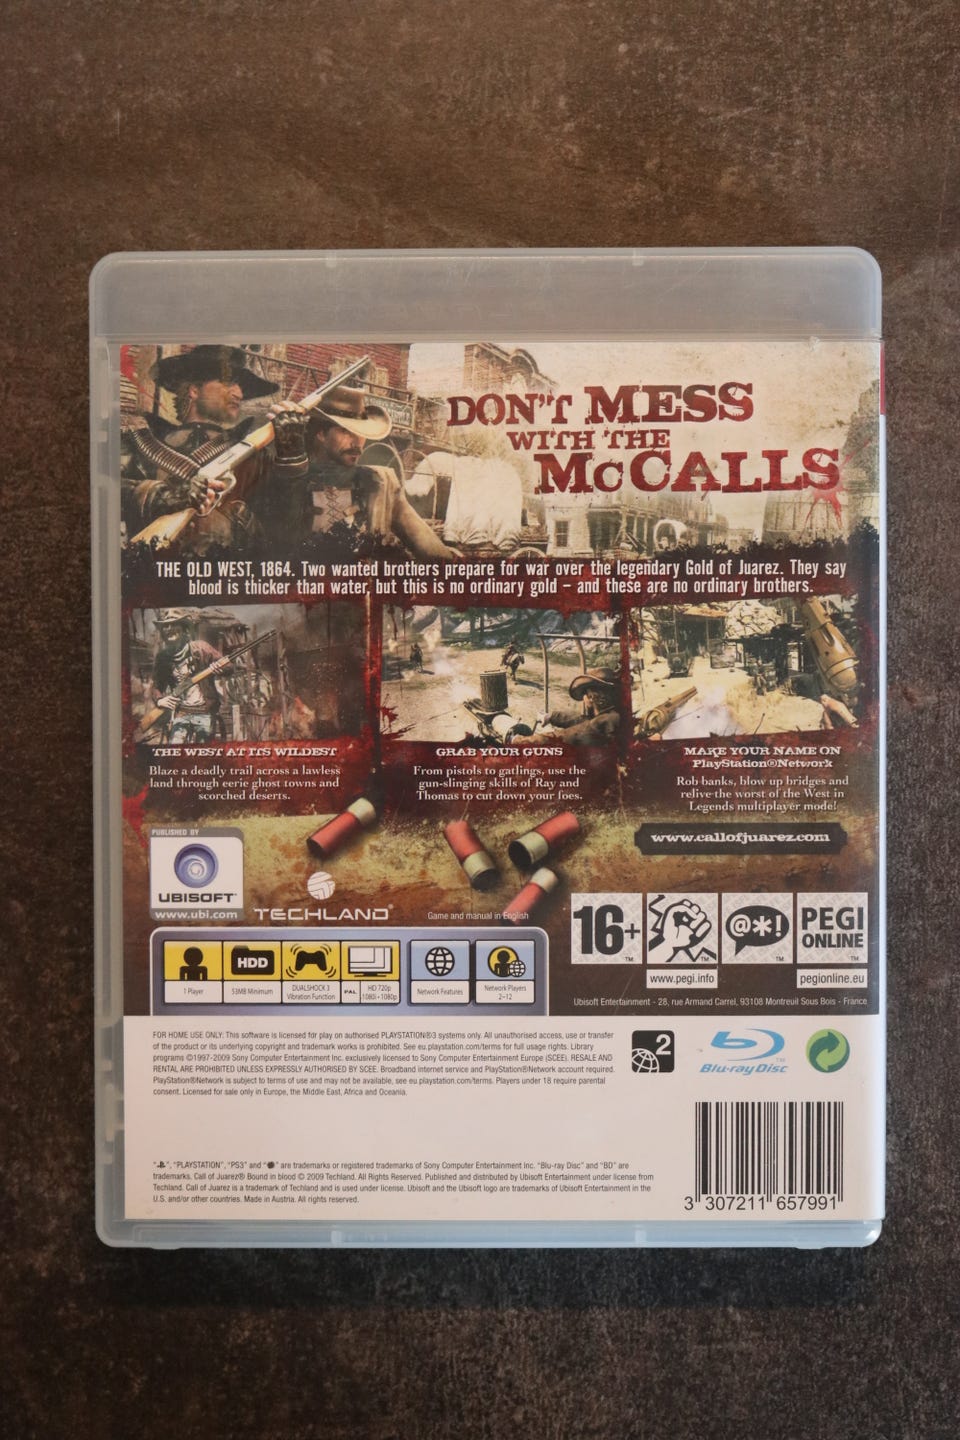 DON'T MESS
WITH THE
McCALLS
THE OLD WEST, 1864. Two wanted brothers prepare for war over the legendary Gold of Juarez. They say
blood is thicker than water, but this is no ordinary gold – and these are no ordinary brothers.
THE WEST AT ITS WILDEST
Blaze a deadly trail across a lawless
land through eerie ghost towns and
scorched deserts.
GRAB YOUR GUNS
From pistols to gatlings, use the
gun-slinging skills of Ray and
Thomas to cut down your foes.
MAKE YOUR NAME ON
PlayStation®Network
Rob banks, blow up bridges and
relive the worst of the West in
Legends multiplayer mode!
www.callofjuarez.com
PUBLISHED BY
UBISOFT
www.ubi.com
TECHLAND®
Game and manual in English
16+
™
™
@*!
™
PEGI
ONLINE
™
www.pegi.info
pegionline.eu
1 Player
HDD
53MB Minimum
DUALSHOCK 3
Vibration Function
PAL
HD 720p
1080i•1080p
Network Features
Network Players
2–12
Ubisoft Entertainment - 28, rue Armand Carrel, 93108 Montreuil Sous Bois - France
FOR HOME USE ONLY: This software is licensed for play on authorised PLAYSTATION®3 systems only. All unauthorised access, use or transfer
of the product or its underlying copyright and trademark works is prohibited. See eu.playstation.com/terms for full usage rights. Library
programs ©1997-2009 Sony Computer Entertainment Inc. exclusively licensed to Sony Computer Entertainment Europe (SCEE). RESALE AND
RENTAL ARE PROHIBITED UNLESS EXPRESSLY AUTHORISED BY SCEE. Broadband internet service and PlayStation®Network account required.
PlayStation®Network is subject to terms of use and may not be available, see eu.playstation.com/terms. Players under 18 require parental
consent. Licensed for sale only in Europe, the Middle East, Africa and Oceania.
2
Blu-ray Disc
™
" ", "PLAYSTATION", "PS3" and " " are trademarks or registered trademarks of Sony Computer Entertainment Inc. "Blu-ray Disc" and "BD" are
trademarks. Call of Juarez® Bound in blood © 2009 Techland. All Rights Reserved. Published and distributed by Ubisoft Entertainment under license from
Techland. Call of Juarez is a trademark of Techland and is used under license. Ubisoft and the Ubisoft logo are trademarks of Ubisoft Entertainment in the
U.S. and/or other countries. Made in Austria. All rights reserved.
3 307211 657991